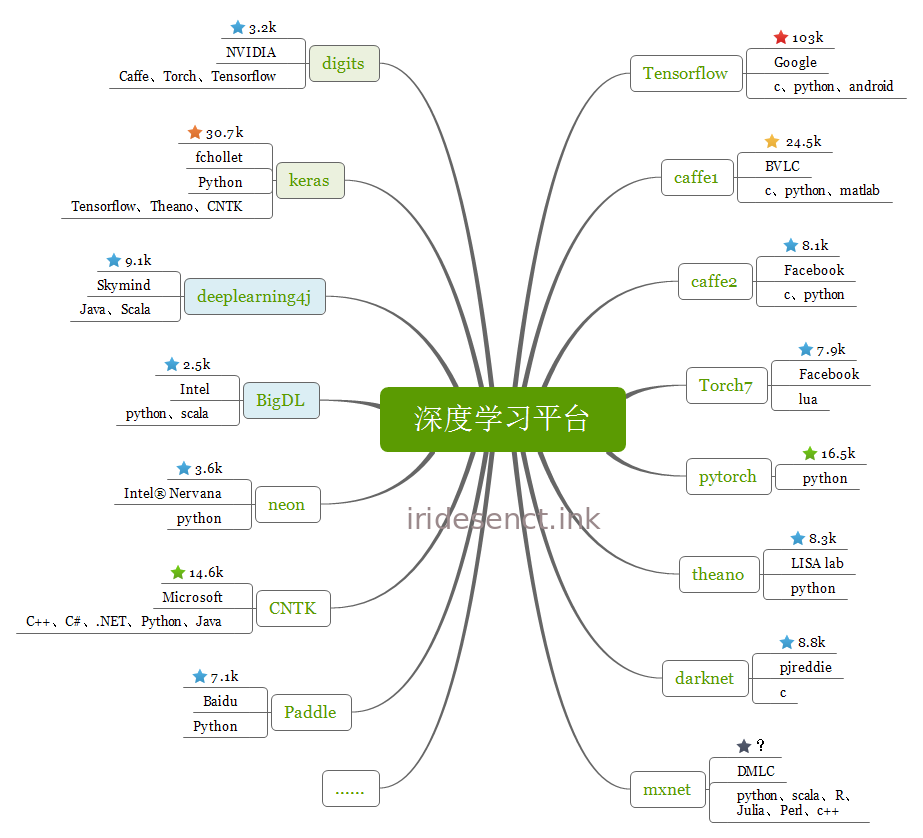 深度学习平台
iridesenct.ink
digits
3.2k
NVIDIA
Caffe、Torch、Tensorflow
keras
30.7k
fchollet
Python
Tensorflow、Theano、CNTK
deeplearning4j
9.1k
Skymind
Java、Scala
BigDL
2.5k
Intel
python、scala
neon
3.6k
Intel® Nervana
python
CNTK
14.6k
Microsoft
C++、C#、.NET、Python、Java
Paddle
7.1k
Baidu
Python
......
Tensorflow
103k
Google
c、python、android
caffe1
24.5k
BVLC
c、python、matlab
caffe2
8.1k
Facebook
c、python
Torch7
7.9k
Facebook
lua
pytorch
16.5k
python
theano
8.3k
LISA lab
python
darknet
8.8k
pjreddie
c
mxnet
？
DMLC
python、scala、R、
Julia、Perl、c++